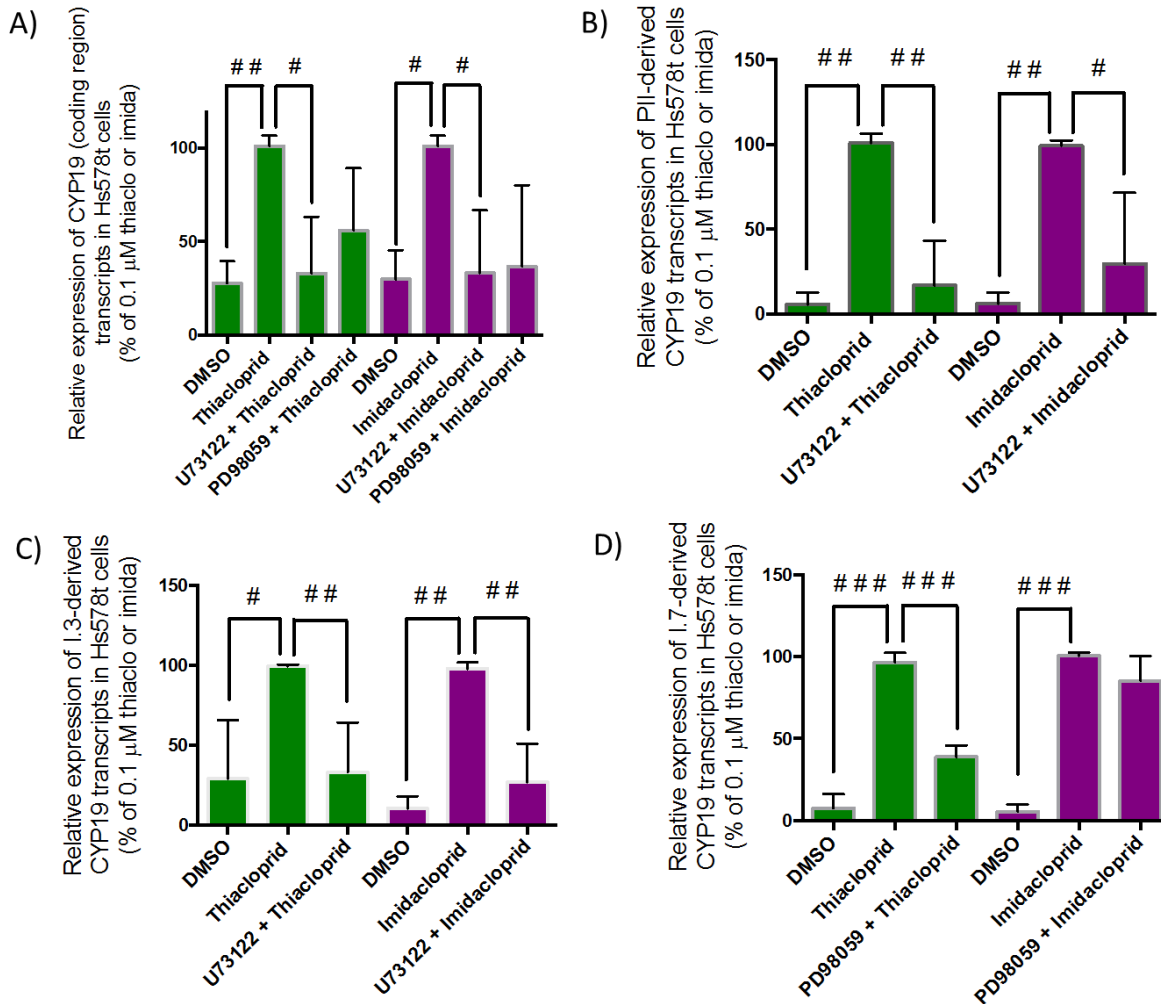 A)
Relative expression of CYP19 (coding region)
transcripts in Hs578t cells
(% of 0.1 μM thiaclo or imida)
# #
#
#
#
100
50
0
DMSO
Thiacloprid
U73122 + Thiacloprid
PD98059 + Thiacloprid
DMSO
Imidacloprid
U73122 + Imidacloprid
PD98059 + Imidacloprid
B)
Relative expression of PII-derived
CYP19 transcripts in Hs578t cells
(% of 0.1 μM thiaclo or imida)
# #
# #
# #
#
150
100
50
0
DMSO
Thiacloprid
U73122 + Thiacloprid
DMSO
Imidacloprid
U73122 + Imidacloprid
C)
Relative expression of I.3-derived
CYP19 transcripts in Hs578t cells
(% of 0.1 μM thiaclo or imida)
#
# #
# #
# #
150
100
50
0
DMSO
Thiacloprid
U73122 + Thiacloprid
DMSO
Imidacloprid
U73122 + Imidacloprid
D)
Relative expression of I.7-derived
CYP19 transcripts in Hs578t cells
(% of 0.1 μM thiaclo or imida)
# # #
# # #
# # #
150
100
50
0
DMSO
Thiacloprid
PD98059 + Thiacloprid
DMSO
Imidacloprid
PD98059 + Imidacloprid